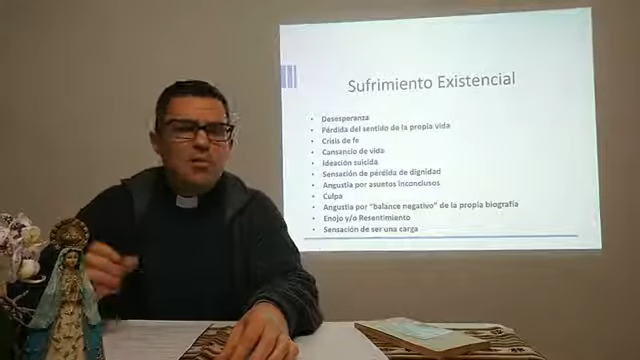 Sufrimiento Existencial
• Desesperanza
• Pérdida del sentido de la propia vida
• Crisis de fe
• Cansancio de vida
• Ideación suicida
• Sensación de pérdida de dignidad
• Angustia por asuntos inconclusos
• Culpa
• Angustia por "balance negativo" de la propia biografía
• Enojo y/o Resentimiento
• Sensación de ser una carga